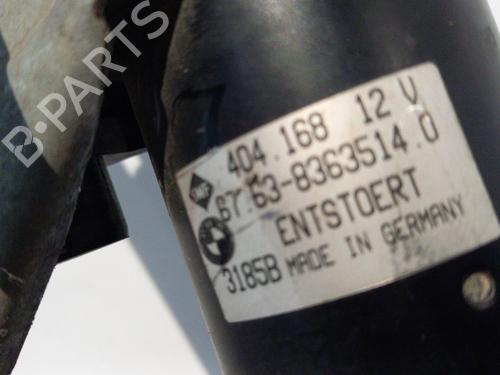 B-PARTS
404.168 12 V
67.63-8363514.0
ENTSTOERT
3185B MADE IN GERMANY